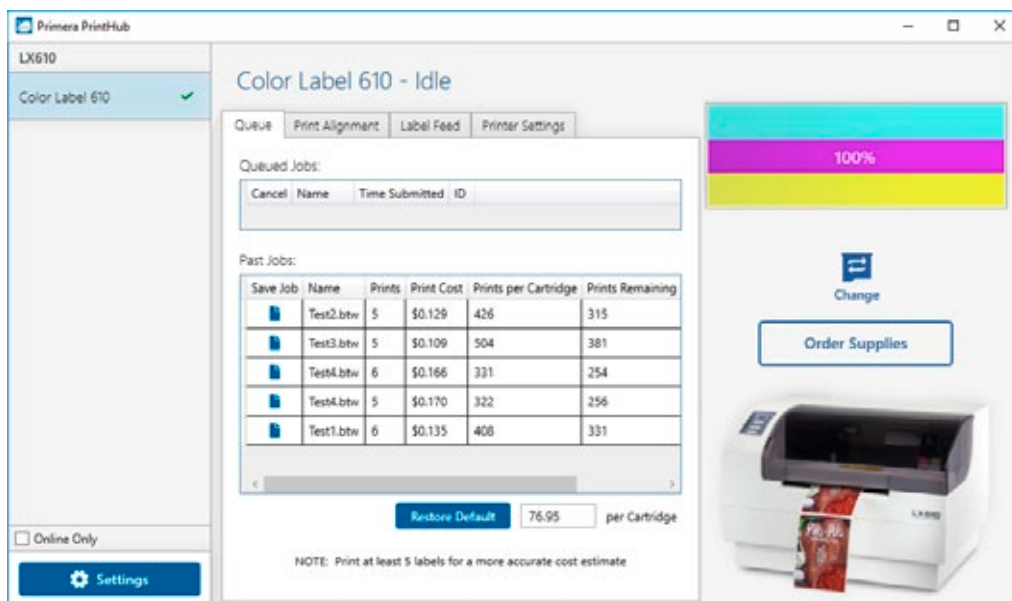 Primera PrintHub
LX610
Color Label 610
Color Label 610 - Idle
Queue Print Alignment Label Feed Printer Settings
Queued Jobs:
Cancel Name Time Submitted ID
Past Jobs:
Save Job Name Prints Print Cost Prints per Cartridge Prints Remaining
Test2.btw 5 $0.129 426 315
Test3.btw 5 $0.109 504 381
Test4.btw 6 $0.166 331 254
Test4.btw 5 $0.170 322 256
Test1.btw 6 $0.135 408 331
Restore Default 76.95 per Cartridge
NOTE: Print at least 5 labels for a more accurate cost estimate
Online Only
Settings
100%
Change
Order Supplies
LX610